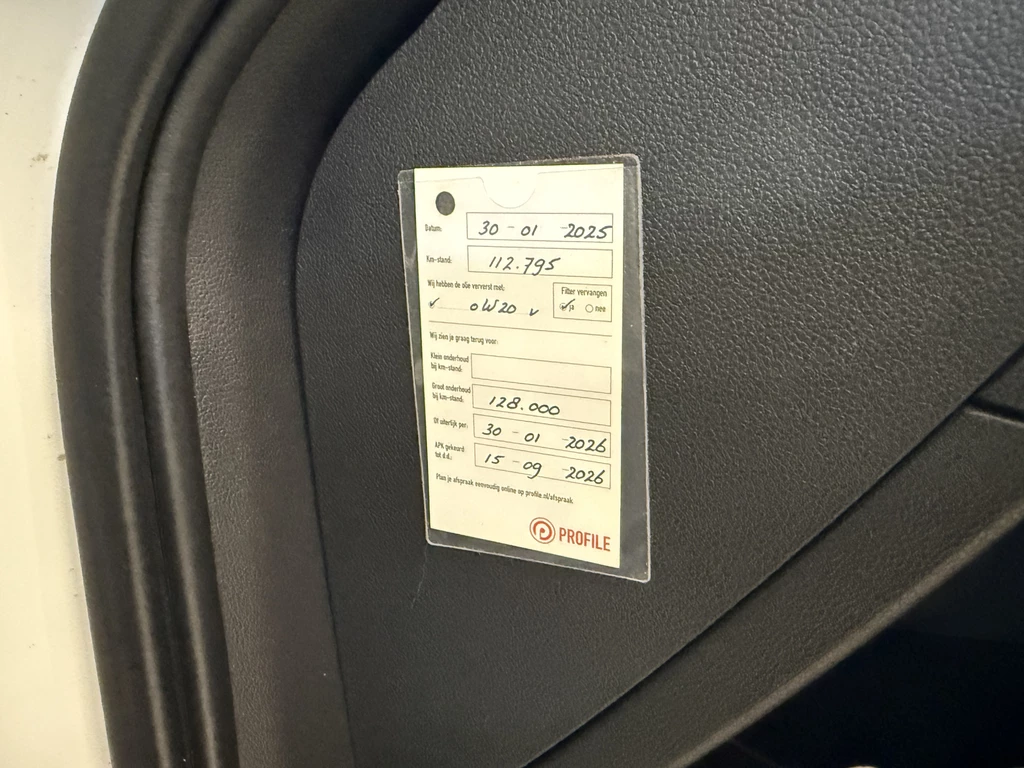 Datum: 30 - 01 - 2025
Km-stand: 112.795
Wij hebben de olie ververst met:
Filter vervangen
✓ 0W20 v
ja nee
Wij zien je graag terug voor:
Klein onderhoud
bij km-stand:
Groot onderhoud
bij km-stand: 128.000
Of uiterlijk per: 30 - 01 - 2026
APK gekeurd
tot d.d.: 15 - 09 - 2026
Plan je afspraak eenvoudig online op profile.nl/afspraak
PROFILE